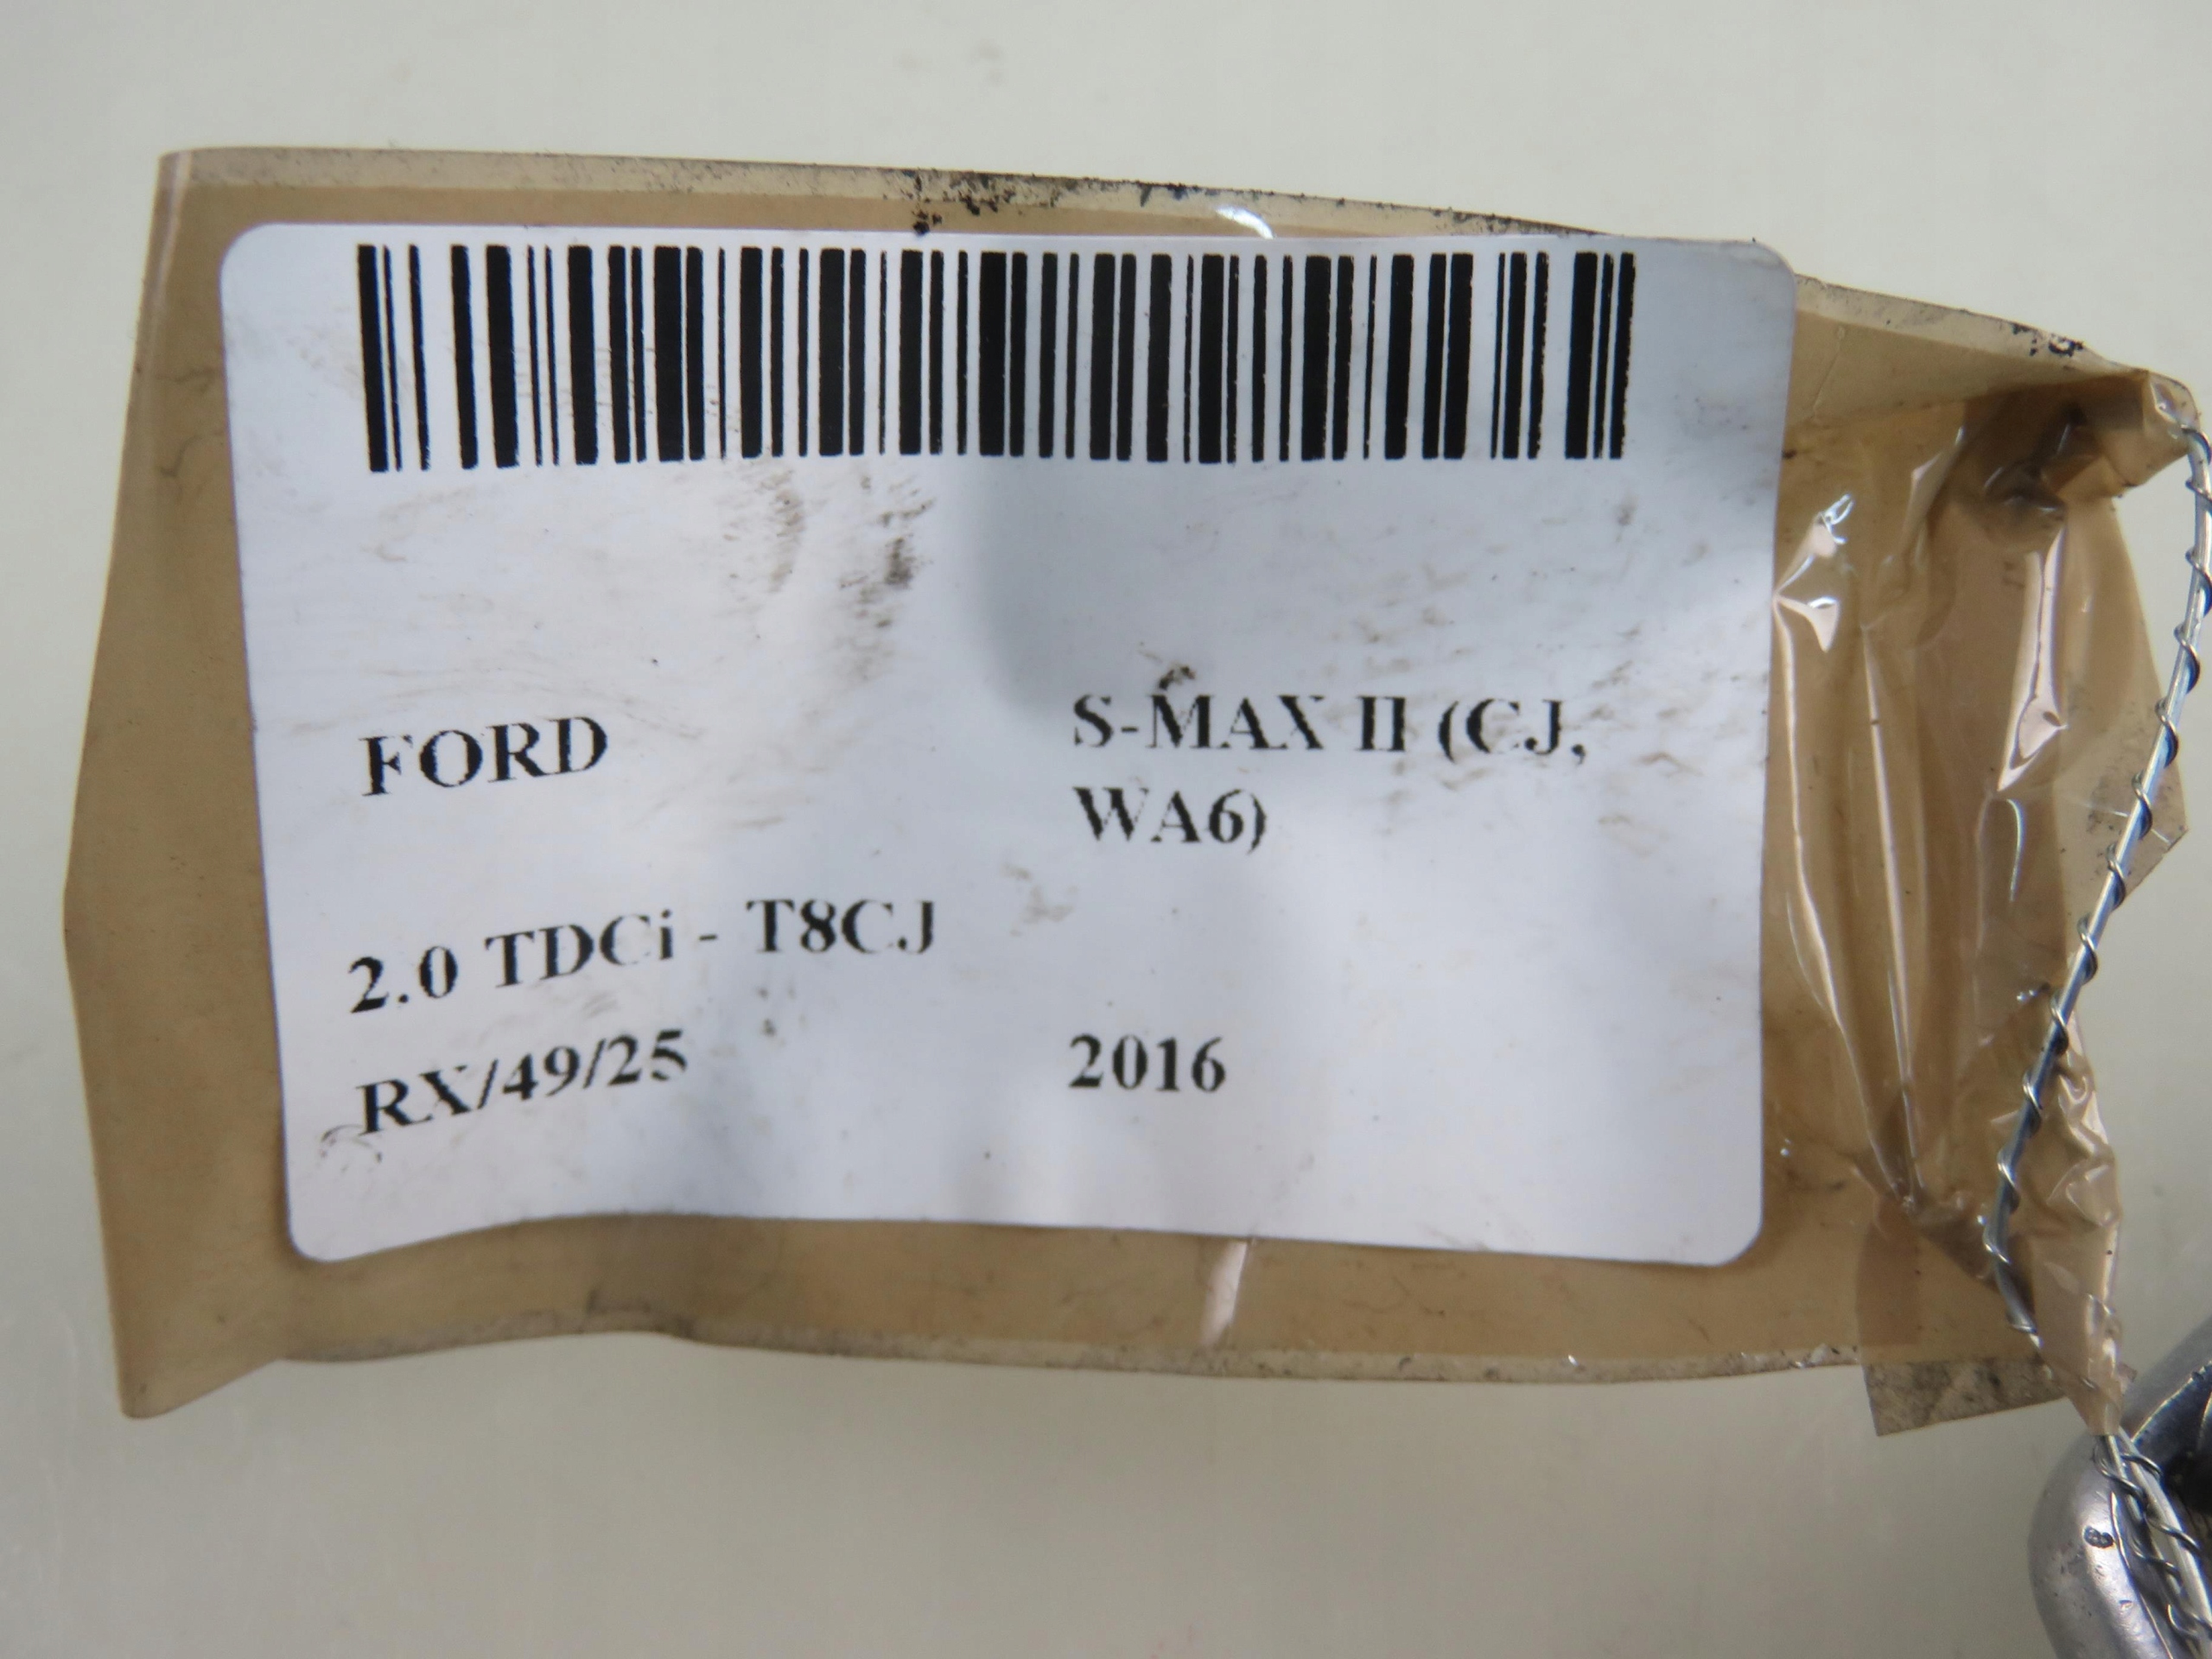 FORD
S-MAX II (CJ,
WA6)
2.0 TDCi - T8CJ
RX/49/25
2016